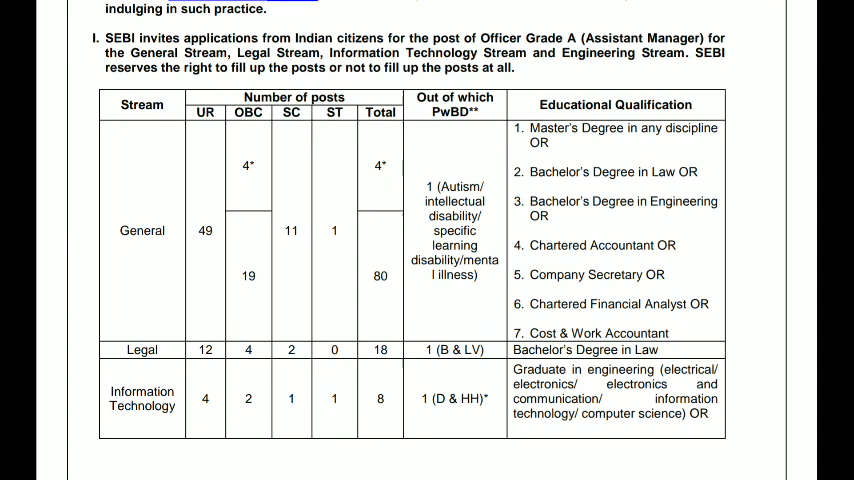 indulging in such practice.
I. SEBI invites applications from Indian citizens for the post of Officer Grade A (Assistant Manager) for
the General Stream, Legal Stream, Information Technology Stream and Engineering Stream. SEBI
reserves the right to fill up the posts or not to fill up the posts at all.
Stream
Number of posts
UR OBC SC ST Total
Out of which
PwBD**
Educational Qualification
General
49
4*
19
11
1
4*
80
1 (Autism/
intellectual
disability/
specific
learning
disability/menta
l illness)
1. Master's Degree in any discipline
OR
2. Bachelor's Degree in Law OR
3. Bachelor's Degree in Engineering
OR
4. Chartered Accountant OR
5. Company Secretary OR
6. Chartered Financial Analyst OR
7. Cost & Work Accountant
Legal 12 4 2 0 18 1 (B & LV) Bachelor's Degree in Law
Information
Technology
4 2 1 1 8 1 (D & HH)*
Graduate in engineering (electrical/
electronics/ electronics and
communication/ information
technology/ computer science) OR